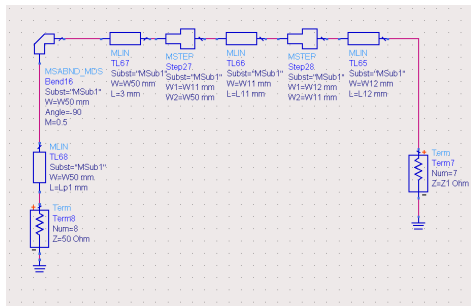 MSABND_MDS
Bend16
Subst="MSub1"
W=W50 mm
Angle=-90
M=0.5
MLIN
TL67
Subst="MSub1"
W=W50 mm
L=3 mm
MSTEP
Step27
Subst="MSub1"
W1=W11 mm
W2=W50 mm
MLIN
TL66
Subst="MSub1"
W=W11 mm
L=L11 mm
MSTEP
Step28
Subst="MSub1"
W1=W12 mm
W2=W11 mm
MLIN
TL65
Subst="MSub1"
W=W12 mm
L=L12 mm
MLIN
TL68
Subst="MSub1"
W=W50 mm
L=Lp1 mm
Term
Term8
Num=8
Z=50 Ohm
Term
Term7
Num=7
Z=Z1 Ohm